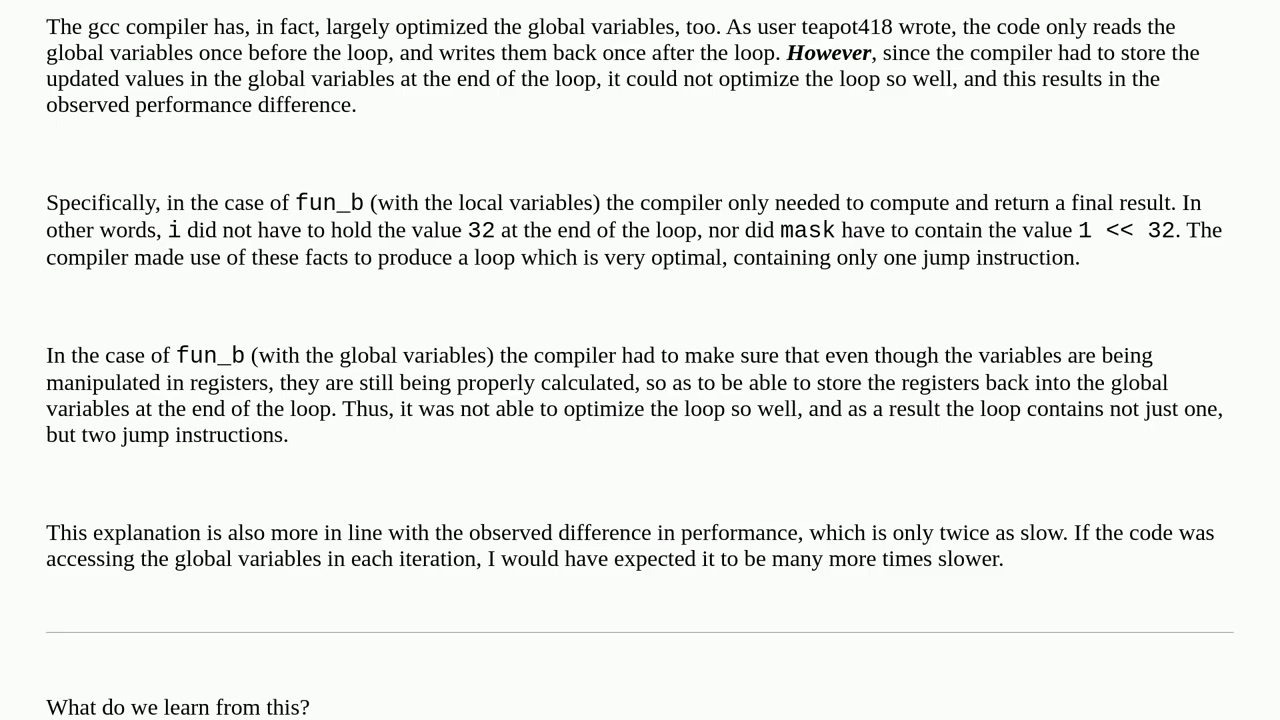 The gcc compiler has, in fact, largely optimized the global variables, too. As user teapot418 wrote, the code only reads the
global variables once before the loop, and writes them back once after the loop. However, since the compiler had to store the
updated values in the global variables at the end of the loop, it could not optimize the loop so well, and this results in the
observed performance difference.
Specifically, in the case of fun_b (with the local variables) the compiler only needed to compute and return a final result. In
other words, i did not have to hold the value 32 at the end of the loop, nor did mask have to contain the value 1 << 32. The
compiler made use of these facts to produce a loop which is very optimal, containing only one jump instruction.
In the case of fun_b (with the global variables) the compiler had to make sure that even though the variables are being
manipulated in registers, they are still being properly calculated, so as to be able to store the registers back into the global
variables at the end of the loop. Thus, it was not able to optimize the loop so well, and as a result the loop contains not just one,
but two jump instructions.
This explanation is also more in line with the observed difference in performance, which is only twice as slow. If the code was
accessing the global variables in each iteration, I would have expected it to be many more times slower.
What do we learn from this?